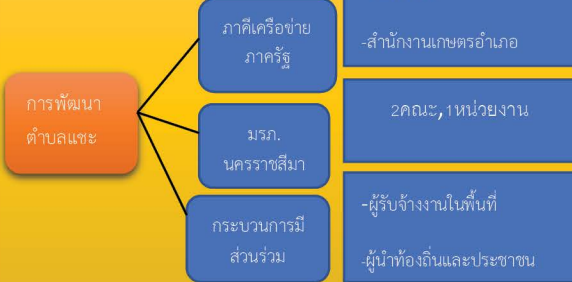 การพัฒนา
ตำบลแชะ
ภาคีเครือข่าย
ภาครัฐ
-สำนักงานเกษตรอำเภอ
มรภ.
นครราชสีมา
2คณะ,1หน่วยงาน
กระบวนการมี
ส่วนร่วม
-ผู้รับจ้างงานในพื้นที่
-ผู้นำท้องถิ่นและประชาชน